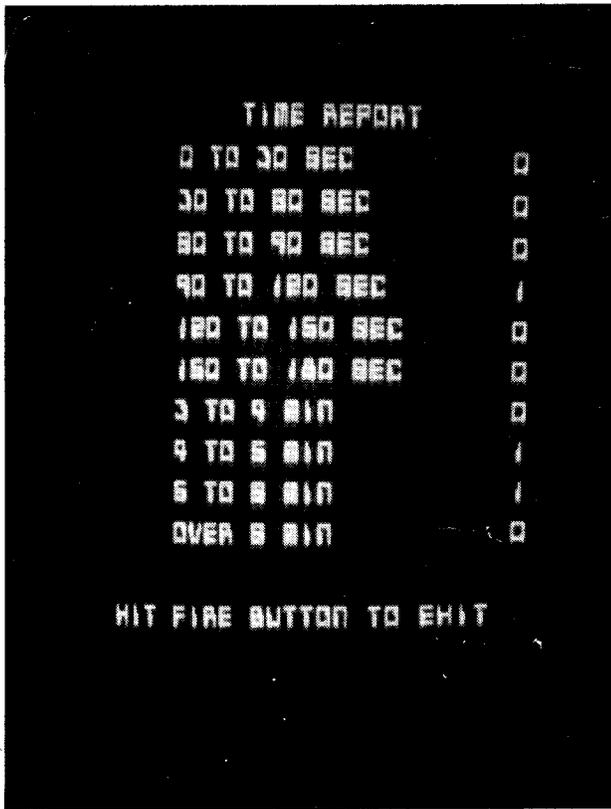 TIME REPORT
0 TO 30 SEC 0
30 TO 60 SEC 0
60 TO 90 SEC 0
90 TO 120 SEC 1
120 TO 150 SEC 0
150 TO 180 SEC 0
3 TO 4 MIN 0
4 TO 5 MIN 1
5 TO 6 MIN 1
OVER 6 MIN 0
HIT FIRE BUTTON TO EXIT